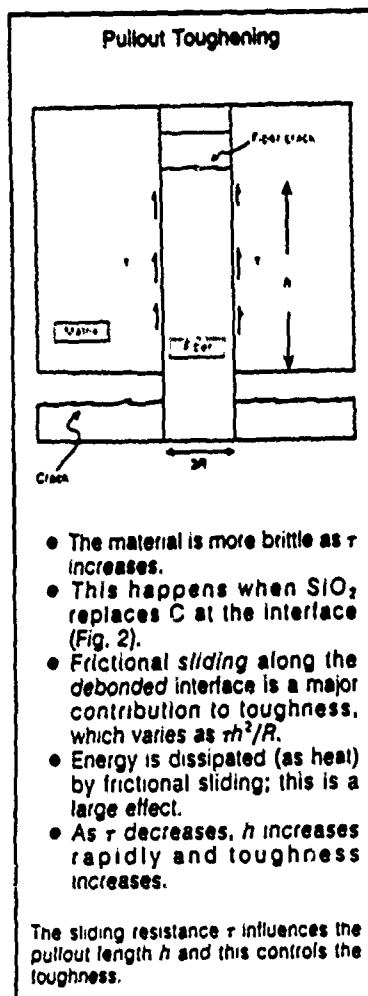 Pullout Toughening
Fiber crack
τ
τ
h
Matrix
Fiber
2R
Crack
● The material is more brittle as τ
increases.
● This happens when SiO₂
replaces C at the interface
(Fig. 2).
● Frictional sliding along the
debonded interface is a major
contribution to toughness,
which varies as τh²/R.
● Energy is dissipated (as heat)
by frictional sliding; this is a
large effect.
● As τ decreases, h increases
rapidly and toughness
increases.
The sliding resistance τ influences the
pullout length h and this controls the
toughness.